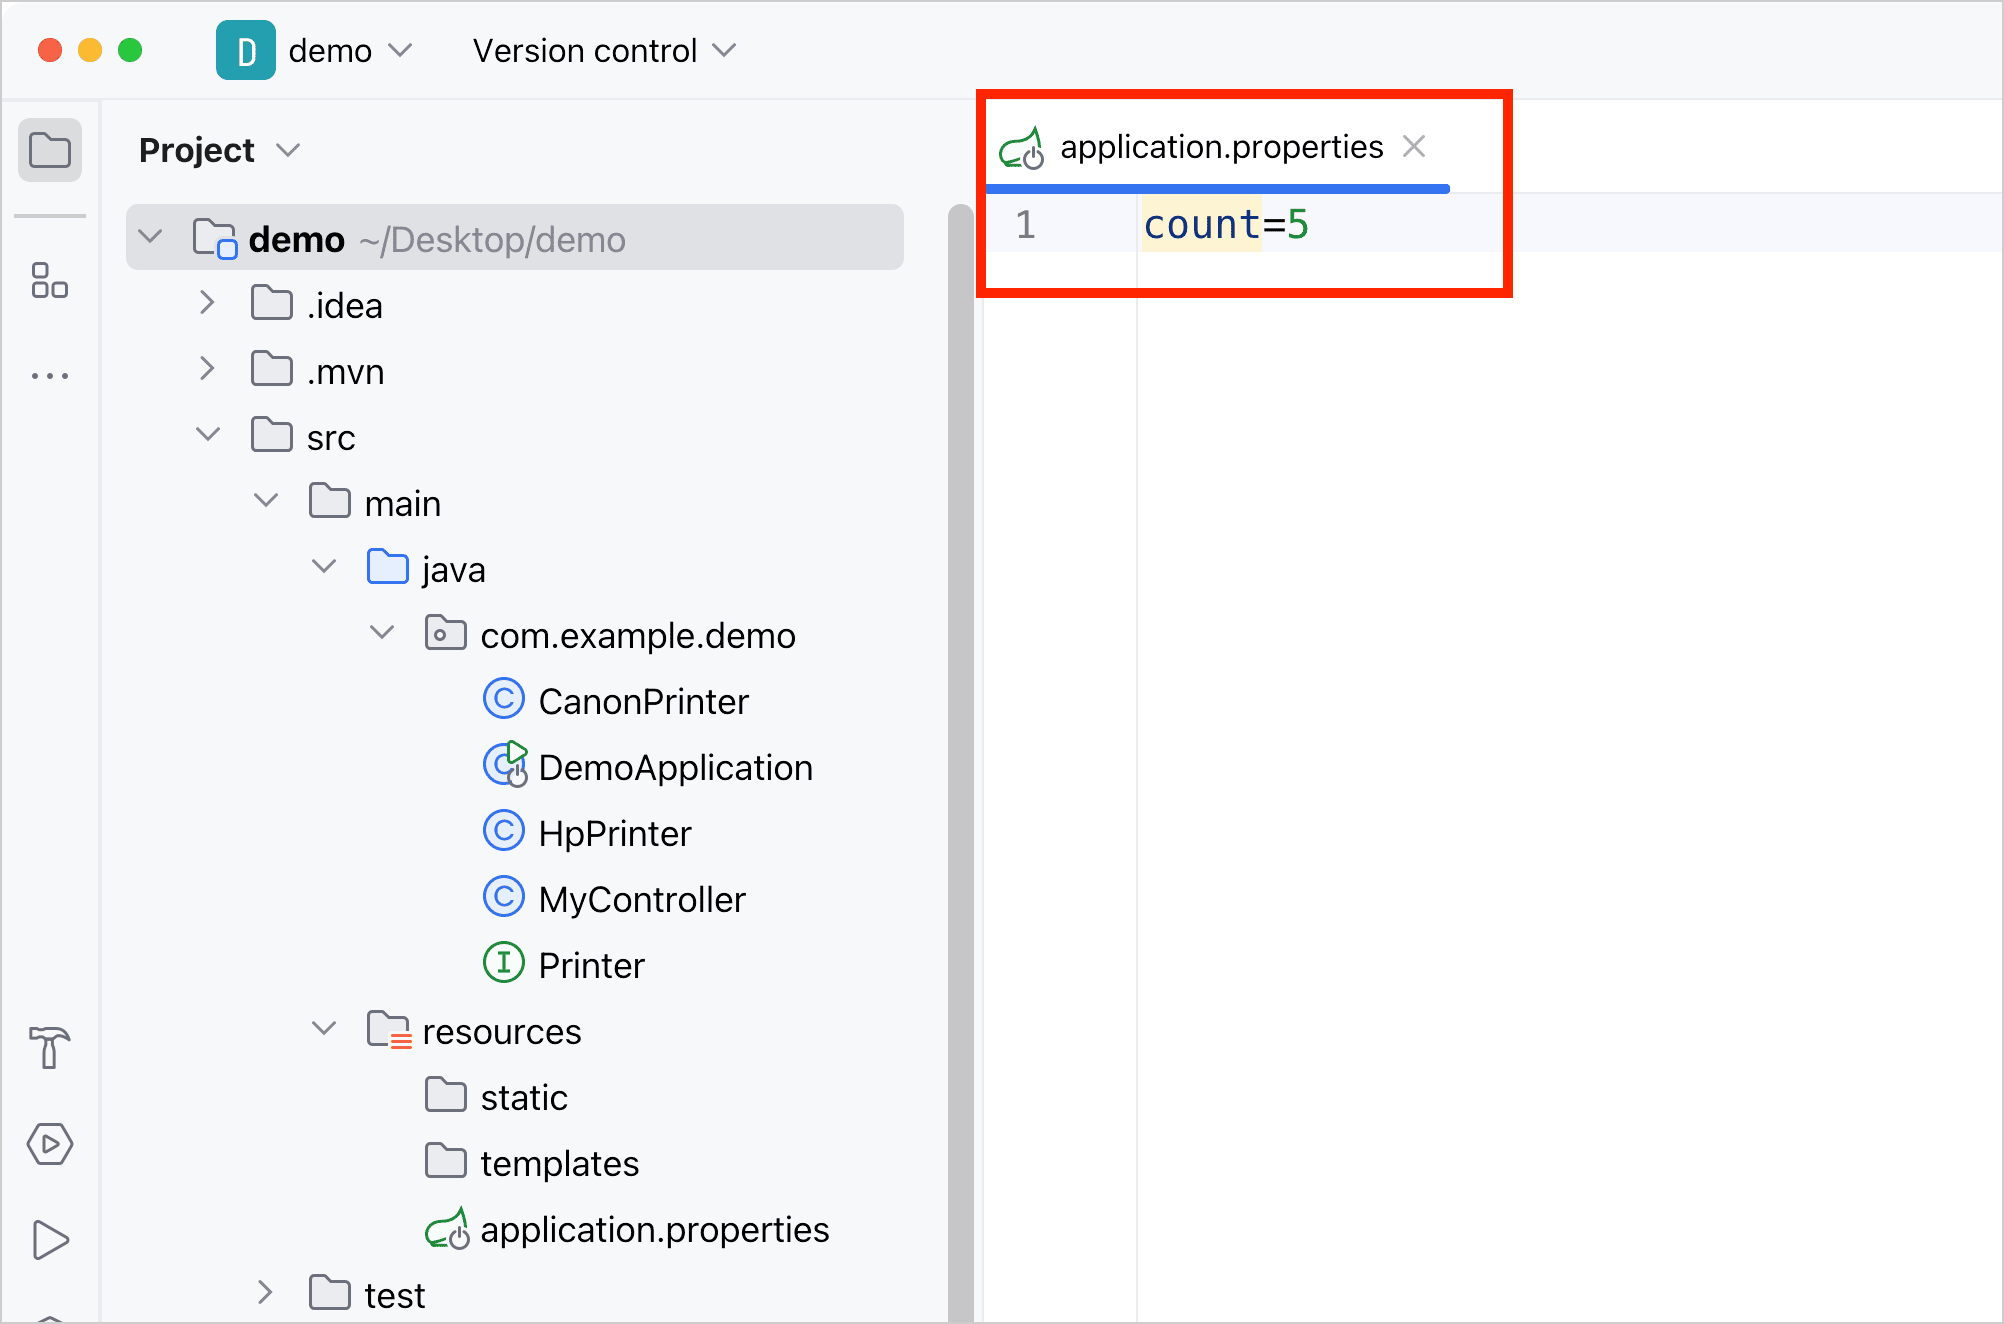 D demo Version control
Project
demo ~/Desktop/demo
.idea
.mvn
src
main
java
com.example.demo
CanonPrinter
DemoApplication
HpPrinter
MyController
Printer
resources
static
templates
application.properties
test
application.properties
1 count=5